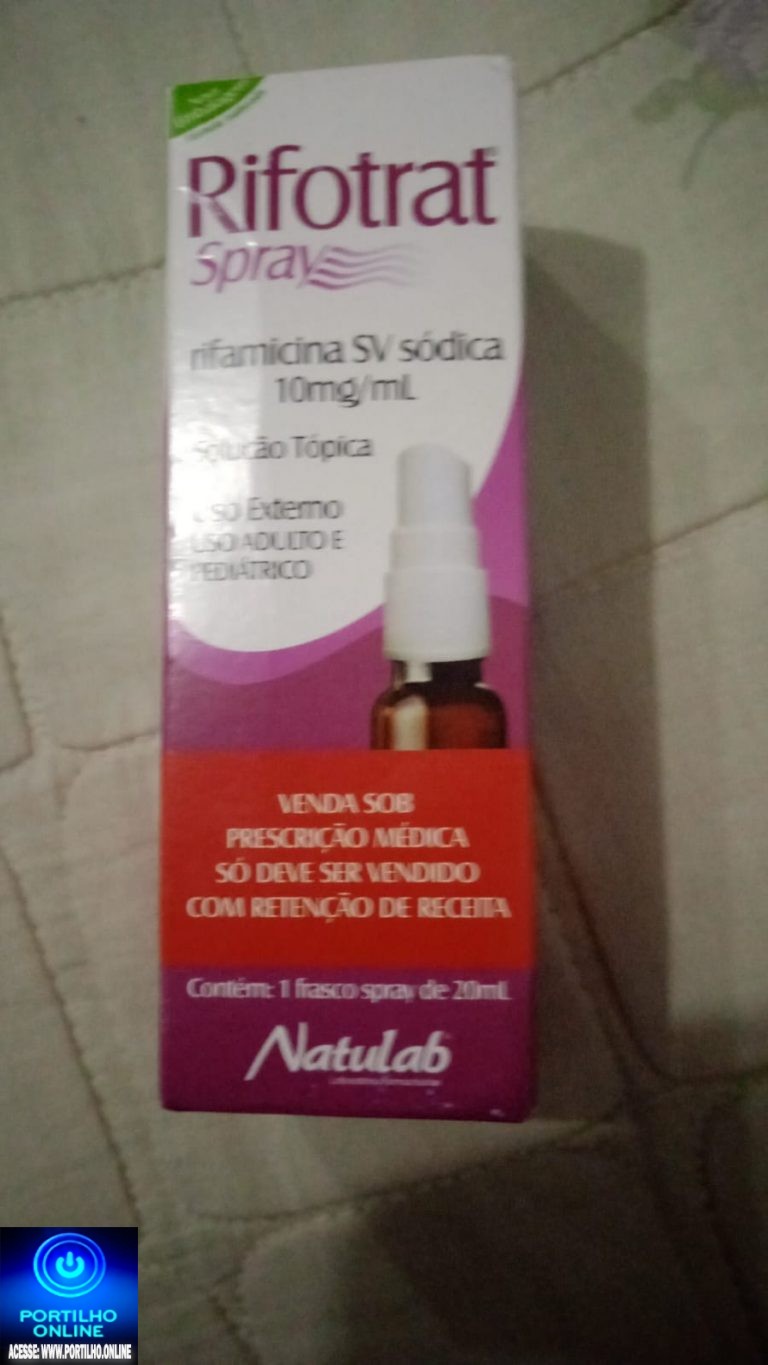 Rifotrat
Spray
rifamicina SV sódica
10mg/mL
Solução Tópica
Uso Externo
USO ADULTO E
PEDIÁTRICO
VENDA SOB
PRESCRIÇÃO MÉDICA
SÓ DEVE SER VENDIDO
COM RETENÇÃO DE RECEITA
Contém: 1 frasco spray de 20mL
Natulab
PORTILHO
ONLINE
ACESSE: WWW.PORTILHO.ONLINE